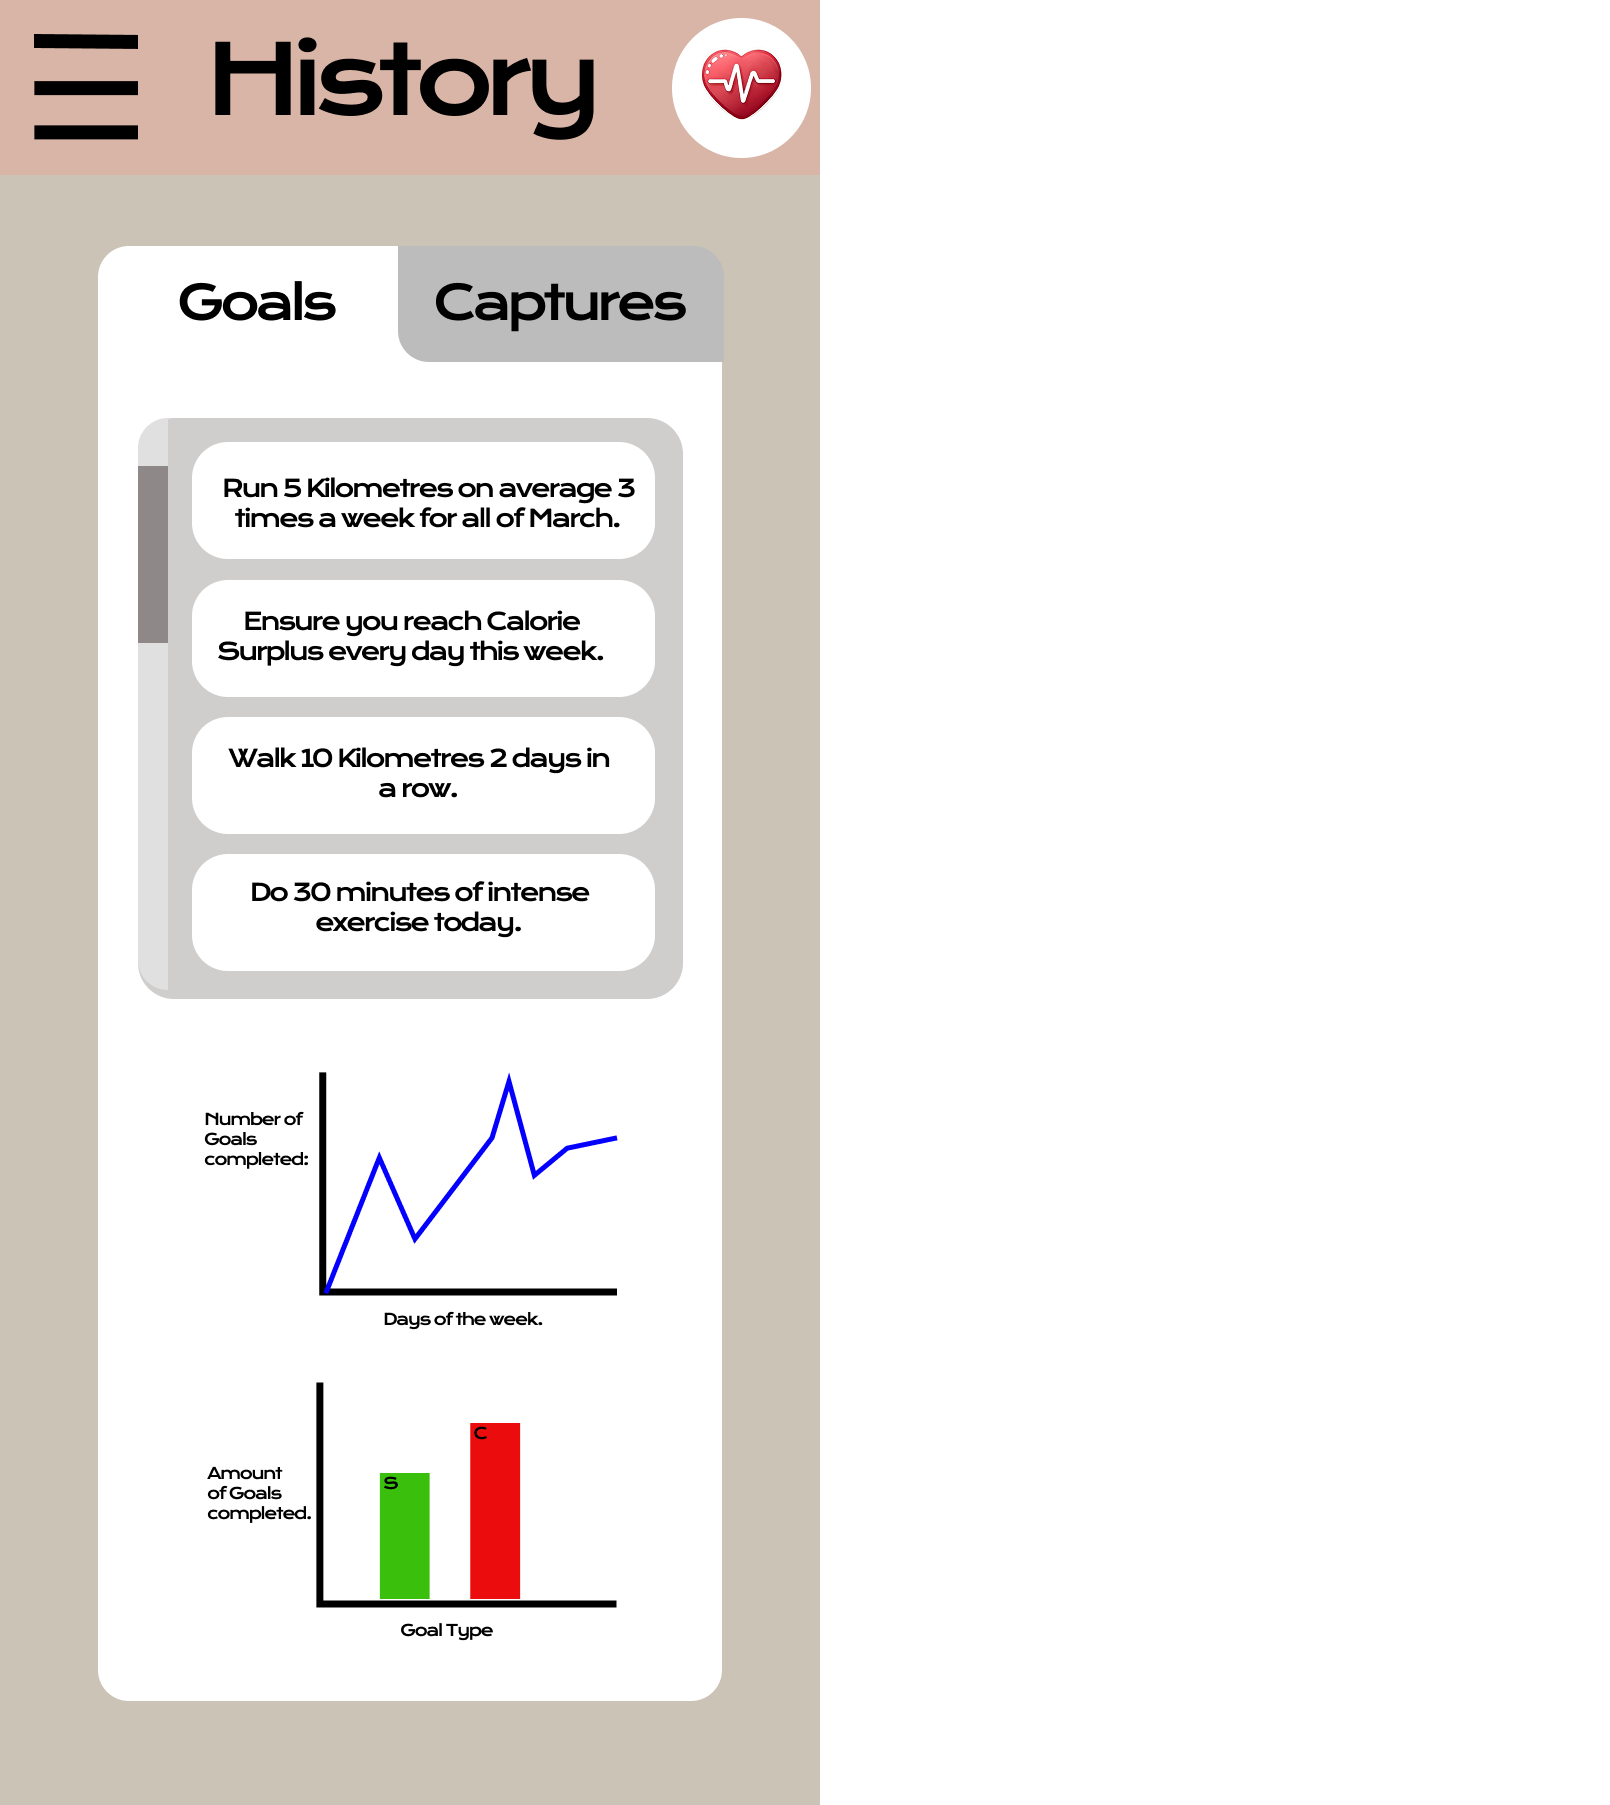 History
Goals
Captures
Run 5 Kilometres on average 3
times a week for all of March.
Ensure you reach Calorie
Surplus every day this week.
Walk 10 Kilometres 2 days in
a row.
Do 30 minutes of intense
exercise today.
Number of
Goals
completed:
Days of the week.
C
S
Amount
of Goals
completed.
Goal Type